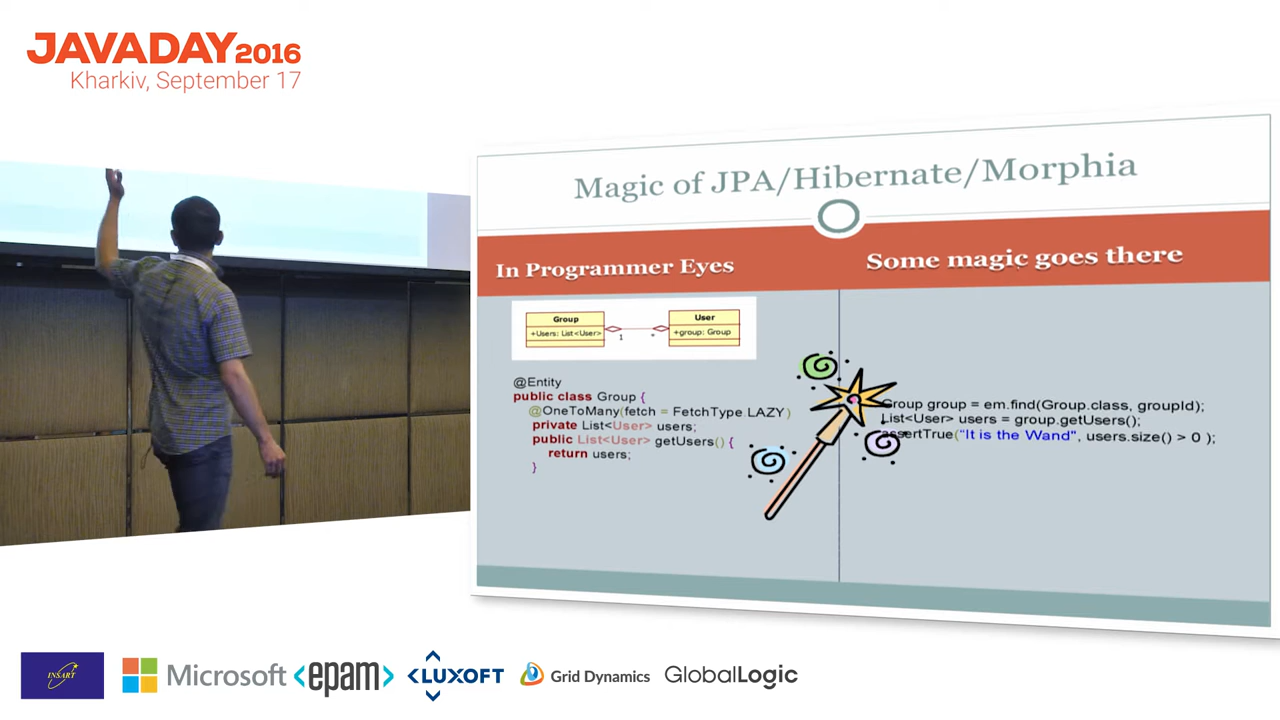 JAVADAY 2016
Kharkiv, September 17
Magic of JPA/Hibernate/Morphia
In Programmer Eyes
Some magic goes there
Group
+Users: List<User>
1
*
User
+group: Group
@Entity
public class Group {
@OneToMany(fetch = FetchType.LAZY)
private List<User> users;
public List<User> getUsers() {
return users;
}
Group group = em.find(Group.class, groupId);
List<User> users = group.getUsers();
assertTrue("It is the Wand", users.size() > 0 );
INSART
Microsoft
<epam>
<LUXOFT
Grid Dynamics
GlobalLogic